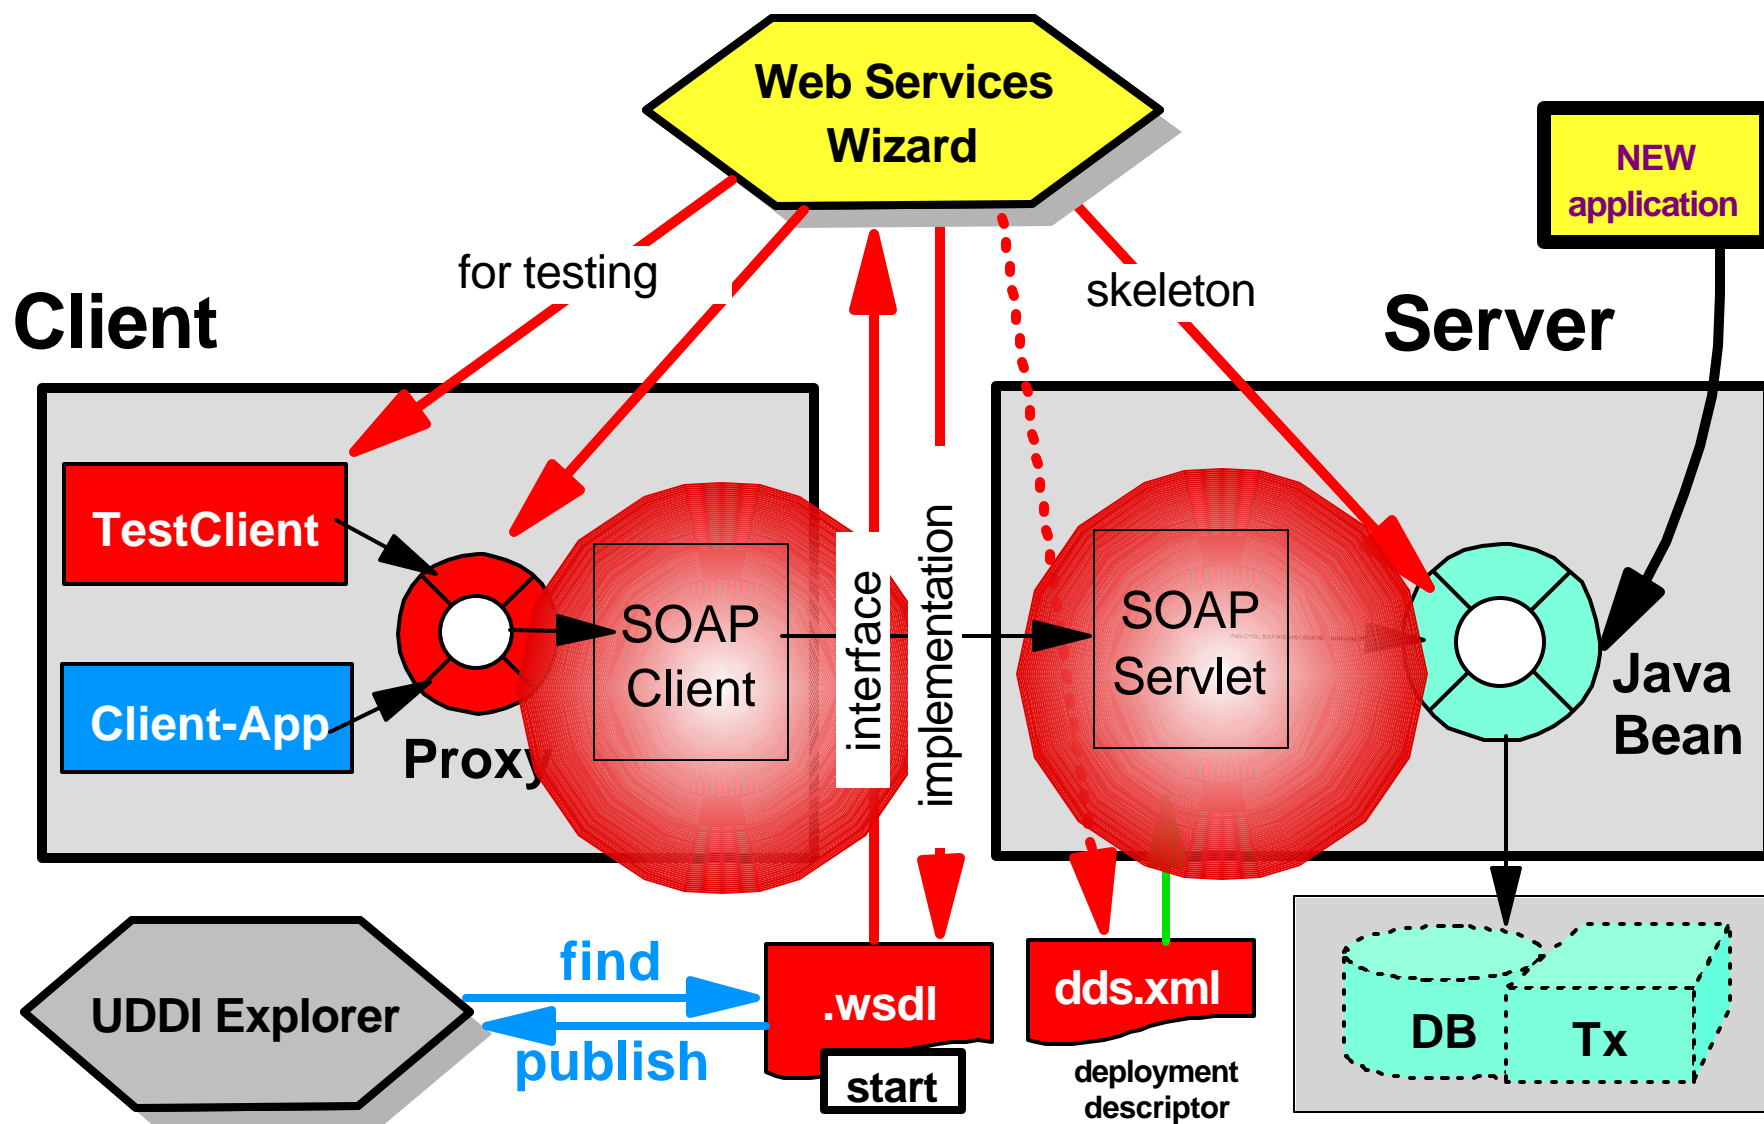 Web Services
Wizard
NEW
application
for testing
skeleton
Client
Server
TestClient
Client-App
Proxy
SOAP
Client
interface
implementation
SOAP
Servlet
Java
Bean
UDDI Explorer
find
publish
.wsdl
start
dds.xml
deployment
descriptor
DB
Tx